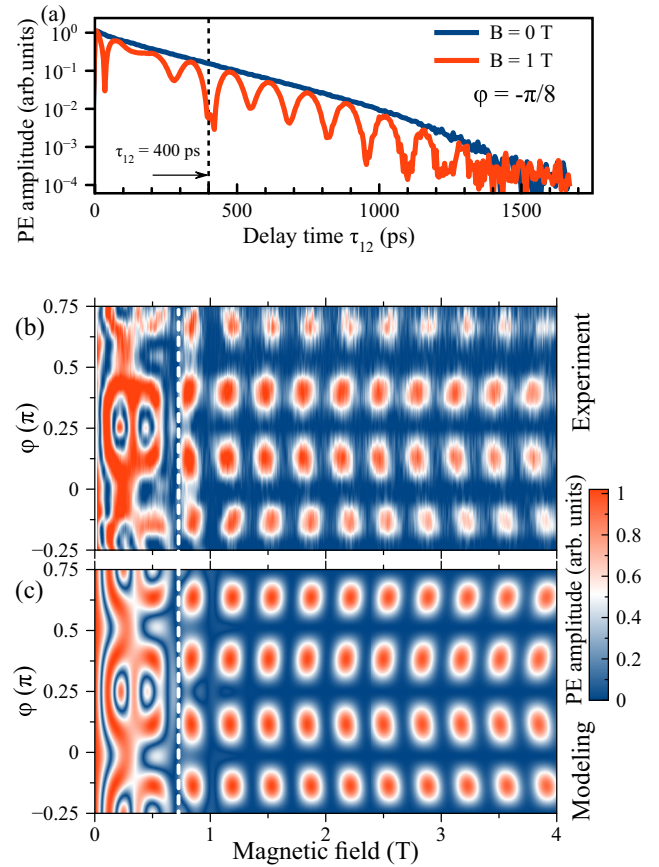 (a)
PE amplitude (arb.units)
10⁰
10⁻¹
10⁻²
10⁻³
10⁻⁴
B = 0 T
B = 1 T
φ = -π/8
τ₁₂ = 400 ps
0 500 1000 1500
Delay time τ₁₂ (ps)
(b)
φ (π)
0.75
0.5
0.25
0
−0.25
Experiment
(c)
φ (π)
0.75
0.5
0.25
0
−0.25
Modeling
0 1 2 3 4
Magnetic field (T)
PE amplitude (arb. units)
1
0.8
0.6
0.4
0.2
0